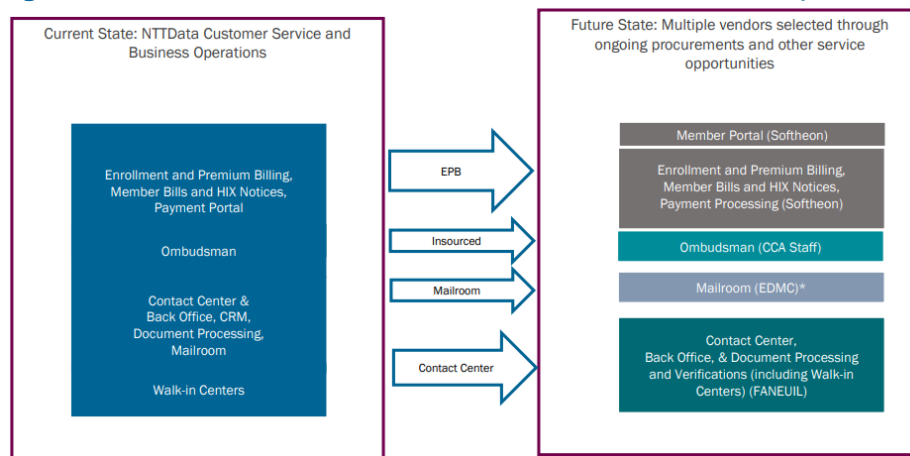 Current State: NTTData Customer Service and
Business Operations
Enrollment and Premium Billing,
Member Bills and HIX Notices,
Payment Portal
Ombudsman
Contact Center &
Back Office, CRM,
Document Processing,
Mailroom
Walk-in Centers
EPB
Insourced
Mailroom
Contact Center
Future State: Multiple vendors selected through
ongoing procurements and other service
opportunities
Member Portal (Softheon)
Enrollment and Premium Billing,
Member Bills and HIX Notices,
Payment Processing (Softheon)
Ombudsman (CCA Staff)
Mailroom (EDMC)*
Contact Center,
Back Office, & Document Processing
and Verifications (including Walk-in
Centers) (FANEUIL)